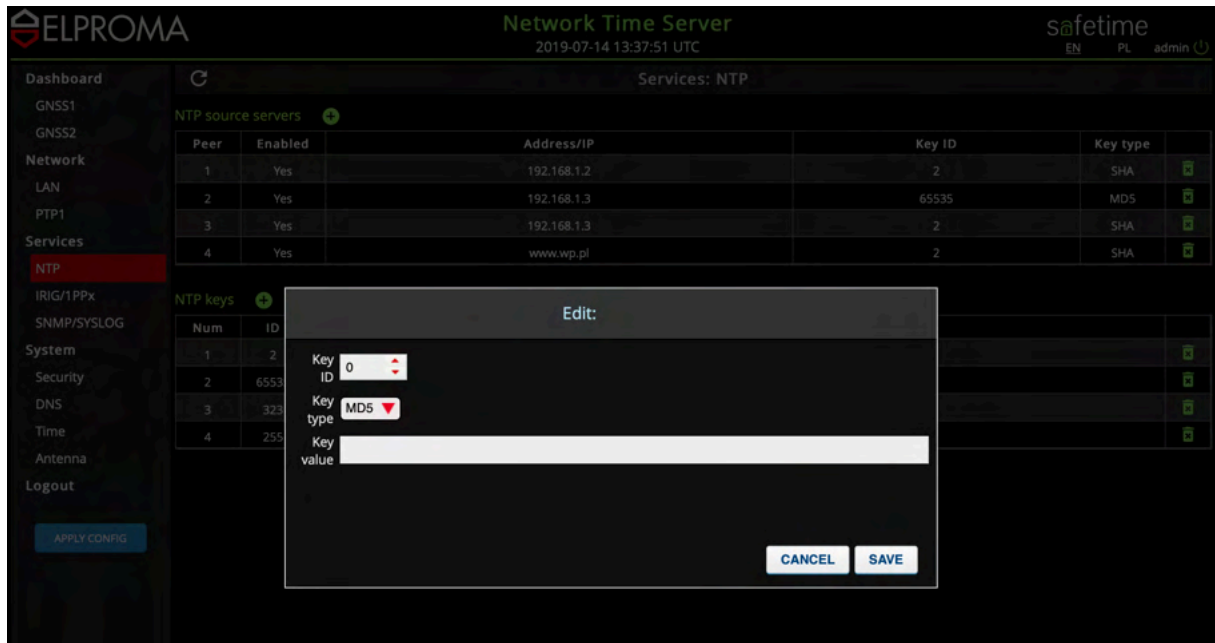 ELPROMA
Network Time Server
2019-07-14 13:37:51 UTC
safetime
EN PL admin
Dashboard
GNSS1
GNSS2
Network
LAN
PTP1
Services
NTP
IRIG/1PPx
SNMP/SYSLOG
System
Security
DNS
Time
Antenna
Logout
APPLY CONFIG
Services: NTP
NTP source servers
Peer Enabled Address/IP Key ID Key type
1 Yes 192.168.1.2 2 SHA
2 Yes 192.168.1.3 65535 MD5
3 Yes 192.168.1.3 2 SHA
4 Yes www.wp.pl 2 SHA
NTP keys
Num ID
1 2
2 6553
3 323
4 255
Edit:
Key ID 0
Key type MD5
Key value
CANCEL SAVE